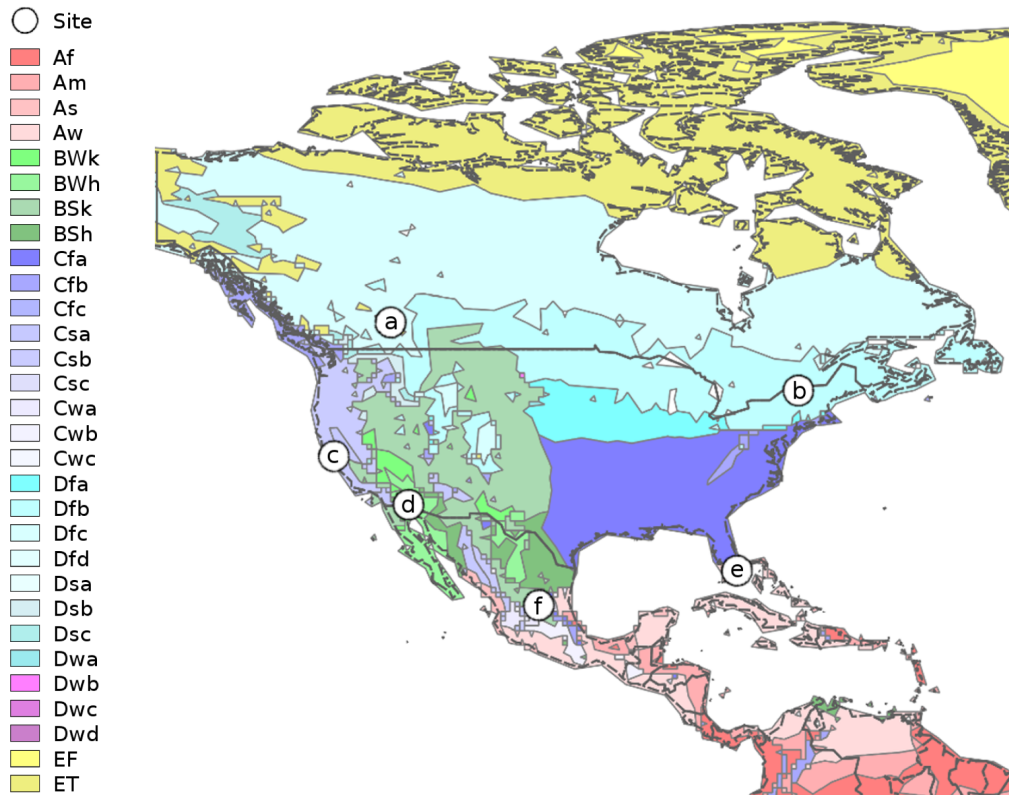 Site
Af
Am
As
Aw
BWk
BWh
BSk
BSh
Cfa
Cfb
Cfc
Csa
Csb
Csc
Cwa
Cwb
Cwc
Dfa
Dfb
Dfc
Dfd
Dsa
Dsb
Dsc
Dwa
Dwb
Dwc
Dwd
EF
ET
a
b
c
d
e
f